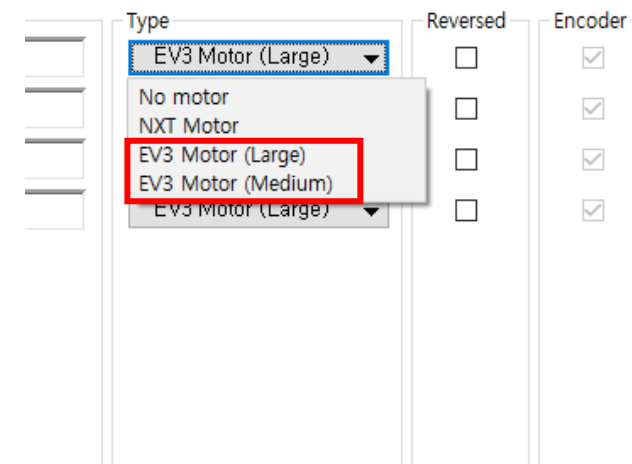 Type
Reversed
Encoder
EV3 Motor (Large)
No motor
NXT Motor
EV3 Motor (Large)
EV3 Motor (Medium)
EV3 Motor (Large)